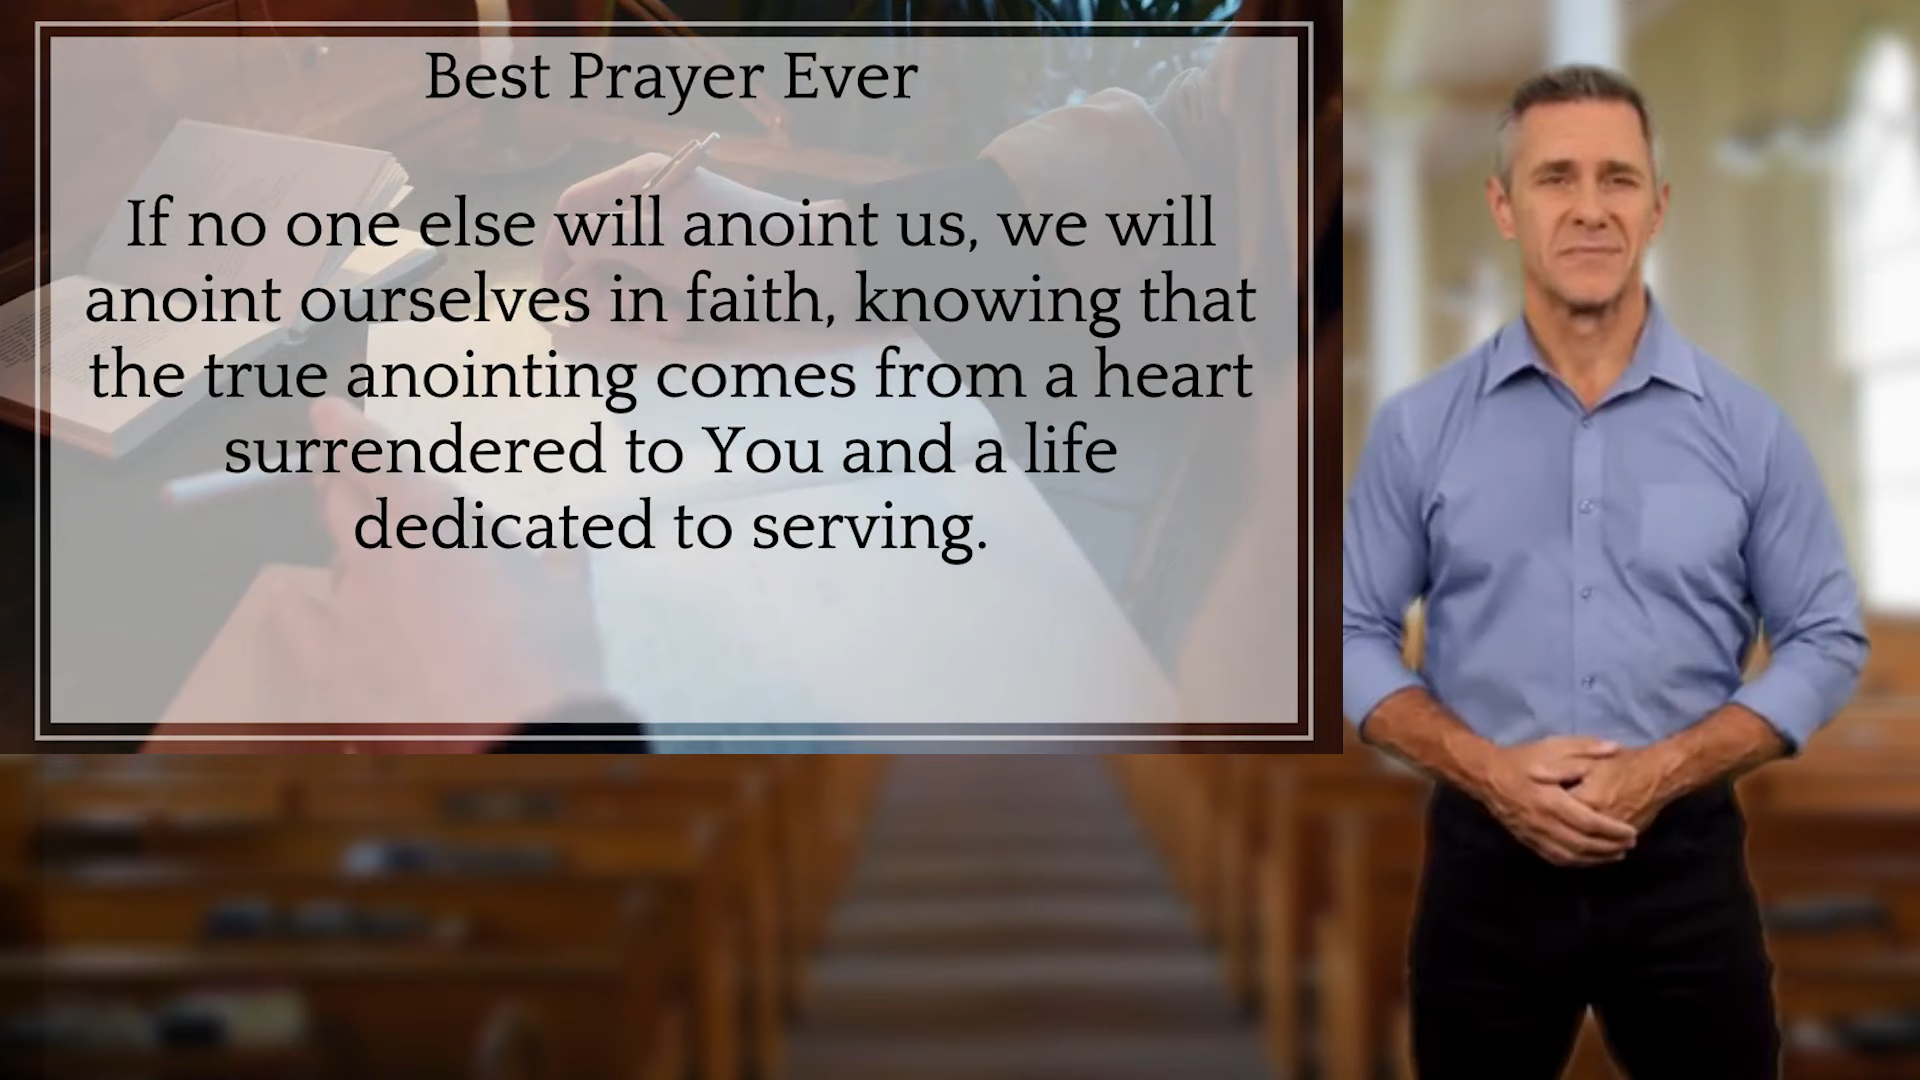 Best Prayer Ever
If no one else will anoint us, we will
anoint ourselves in faith, knowing that
the true anointing comes from a heart
surrendered to You and a life
dedicated to serving.